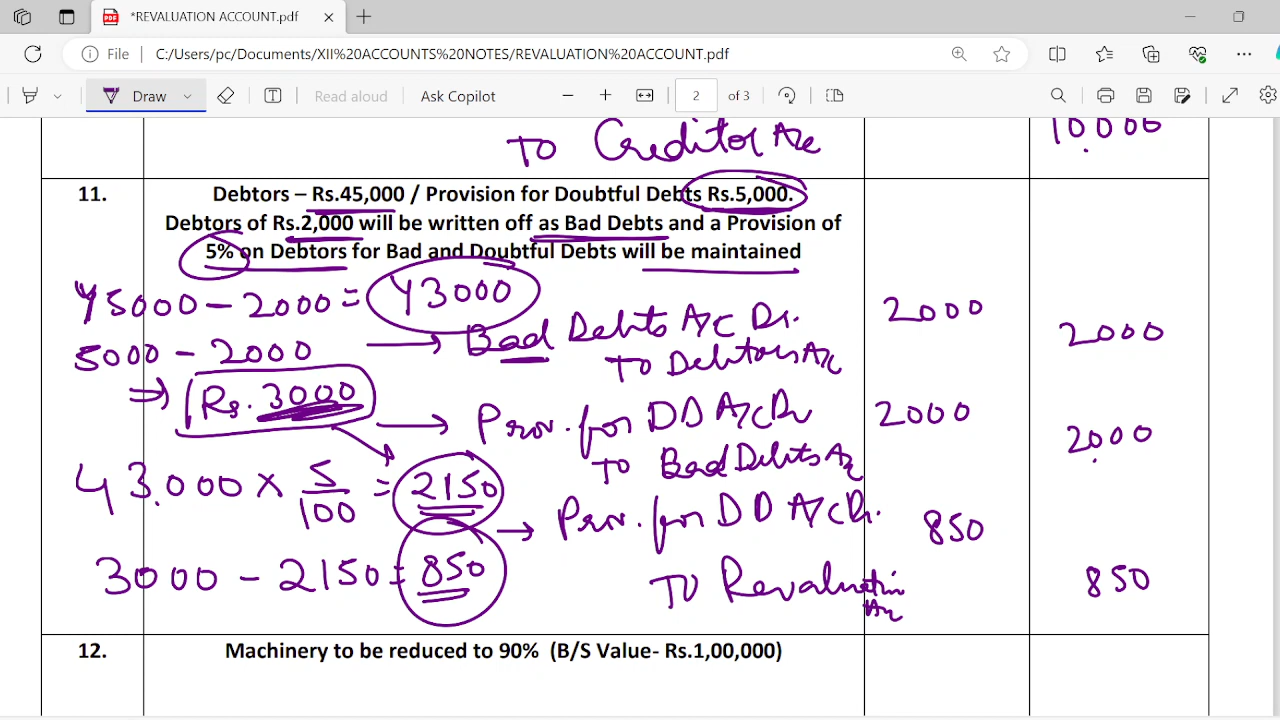 *REVALUATION ACCOUNT.pdf
File | C:/Users/pc/Documents/XII%20ACCOUNTS%20NOTES/REVALUATION%20ACCOUNT.pdf
Draw Read aloud Ask Copilot 2 of 3
To Creditor A/c 10,000
11. Debtors – Rs.45,000 / Provision for Doubtful Debts Rs.5,000.
Debtors of Rs.2,000 will be written off as Bad Debts and a Provision of
5% on Debtors for Bad and Doubtful Debts will be maintained
45000 – 2000 = 43000
Bad Debts A/C Dr. 2000
5000 – 2000
To Debtors A/c 2000
⇒ Rs. 3000
Prov. for DD A/c Dr 2000
To Bad Debts A/c 2000
43,000 × 5/100 = 2150
Prov. for DD A/c Dr. 850
3000 – 2150 = 850
To Revaluation A/c 850
12. Machinery to be reduced to 90% (B/S Value- Rs.1,00,000)